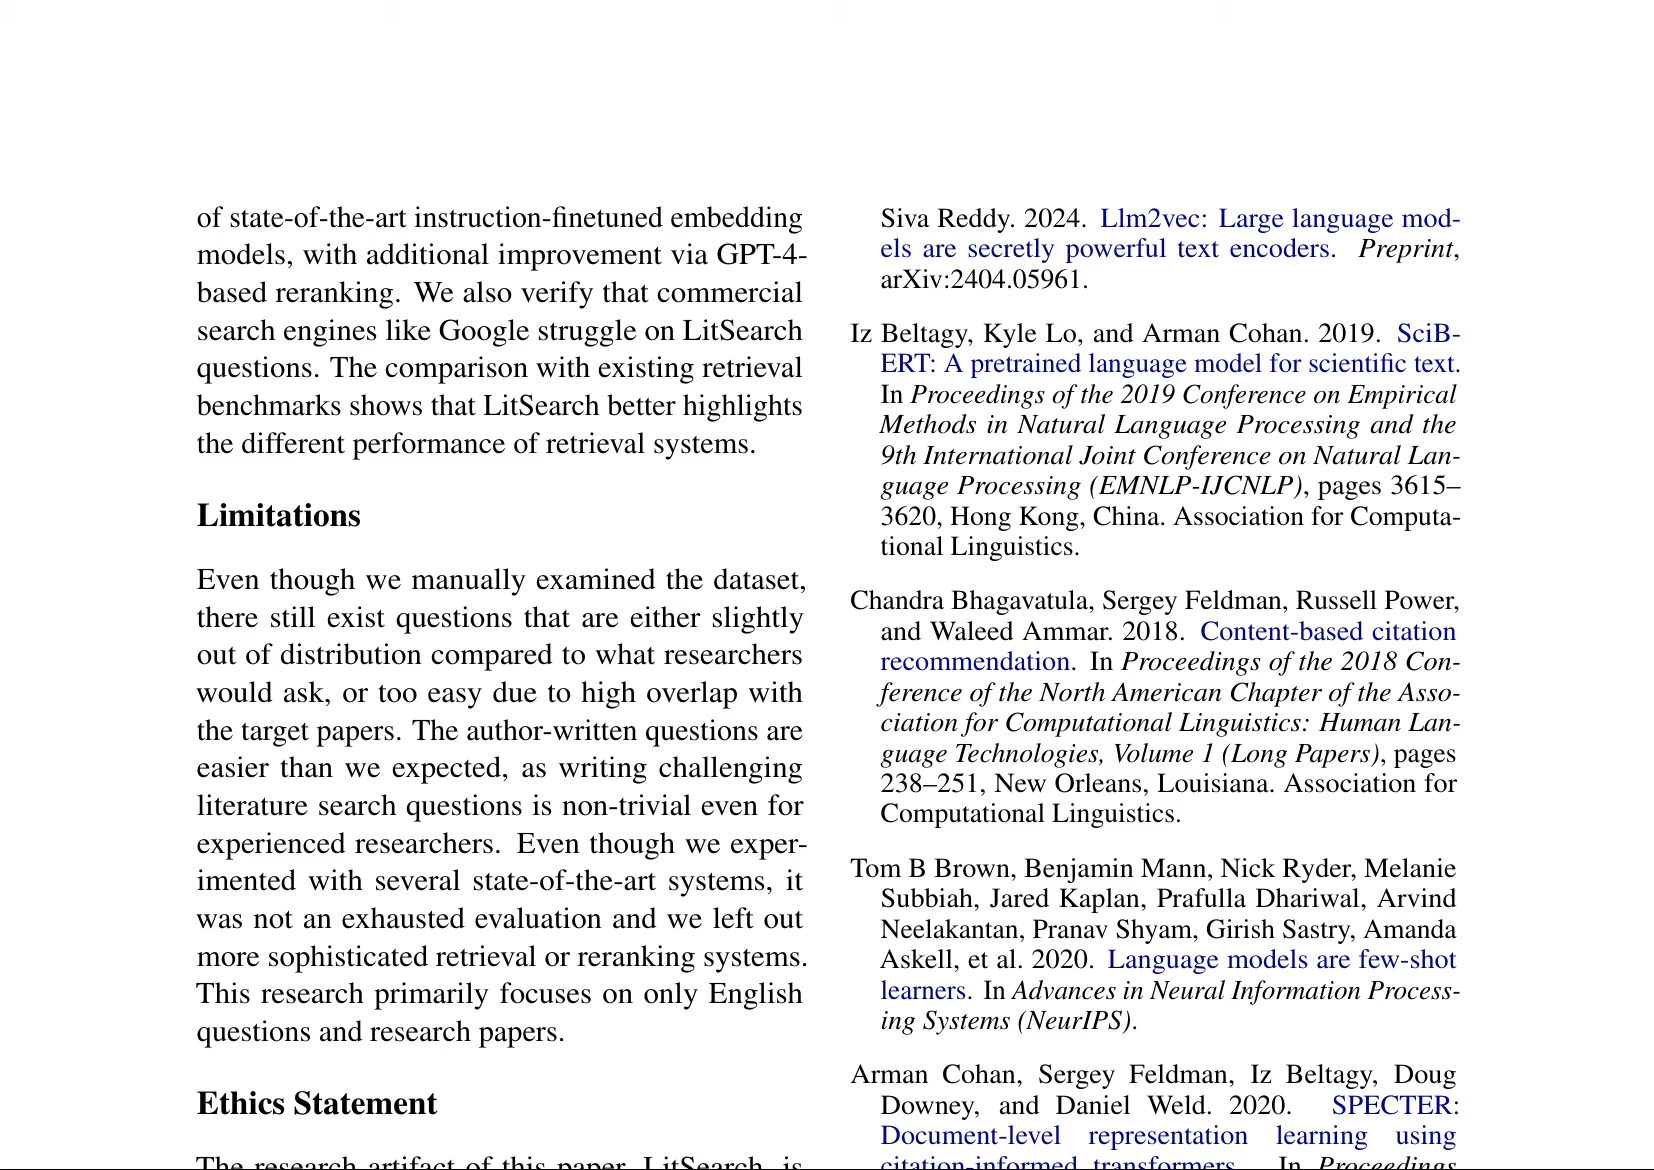 of state-of-the-art instruction-finetuned embedding
models, with additional improvement via GPT-4-
based reranking. We also verify that commercial
search engines like Google struggle on LitSearch
questions. The comparison with existing retrieval
benchmarks shows that LitSearch better highlights
the different performance of retrieval systems.
Limitations
Even though we manually examined the dataset,
there still exist questions that are either slightly
out of distribution compared to what researchers
would ask, or too easy due to high overlap with
the target papers. The author-written questions are
easier than we expected, as writing challenging
literature search questions is non-trivial even for
experienced researchers. Even though we exper-
imented with several state-of-the-art systems, it
was not an exhausted evaluation and we left out
more sophisticated retrieval or reranking systems.
This research primarily focuses on only English
questions and research papers.
Ethics Statement
The research artifact of this paper, LitSearch, is
Siva Reddy. 2024. Llm2vec: Large language mod-
els are secretly powerful text encoders. Preprint,
arXiv:2404.05961.
Iz Beltagy, Kyle Lo, and Arman Cohan. 2019. SciB-
ERT: A pretrained language model for scientific text.
In Proceedings of the 2019 Conference on Empirical
Methods in Natural Language Processing and the
9th International Joint Conference on Natural Lan-
guage Processing (EMNLP-IJCNLP), pages 3615–
3620, Hong Kong, China. Association for Computa-
tional Linguistics.
Chandra Bhagavatula, Sergey Feldman, Russell Power,
and Waleed Ammar. 2018. Content-based citation
recommendation. In Proceedings of the 2018 Con-
ference of the North American Chapter of the Asso-
ciation for Computational Linguistics: Human Lan-
guage Technologies, Volume 1 (Long Papers), pages
238–251, New Orleans, Louisiana. Association for
Computational Linguistics.
Tom B Brown, Benjamin Mann, Nick Ryder, Melanie
Subbiah, Jared Kaplan, Prafulla Dhariwal, Arvind
Neelakantan, Pranav Shyam, Girish Sastry, Amanda
Askell, et al. 2020. Language models are few-shot
learners. In Advances in Neural Information Process-
ing Systems (NeurIPS).
Arman Cohan, Sergey Feldman, Iz Beltagy, Doug
Downey, and Daniel Weld. 2020. SPECTER:
Document-level representation learning using
citation-informed transformers. In Proceedings